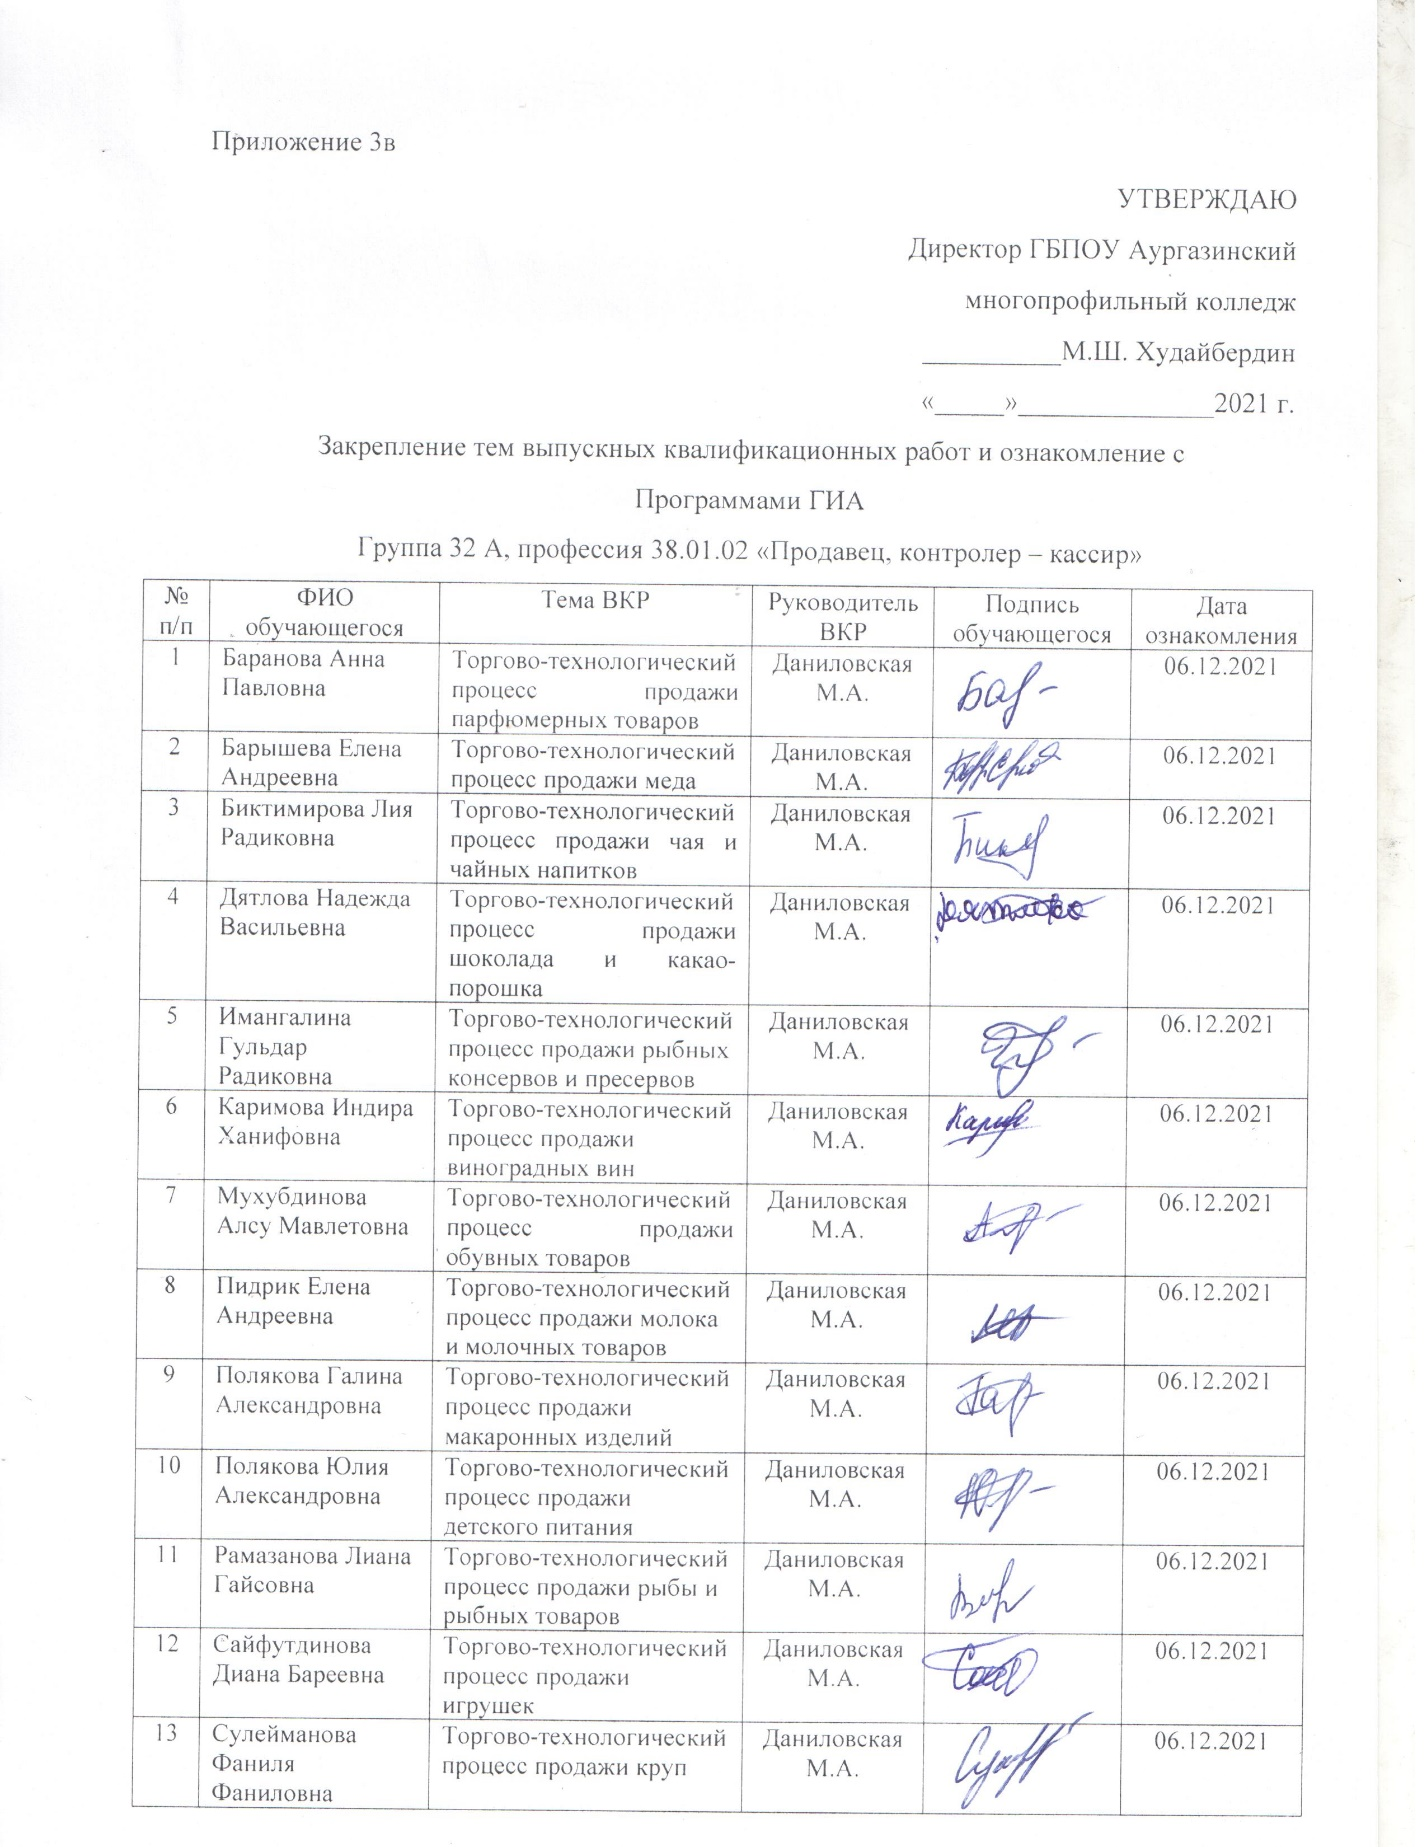 Приложение 3в
УТВЕРЖДАЮ
Директор ГБПОУ Аургазинский
многопрофильный колледж
__________М.Ш. Худайбердин
«_____»______________2021 г.
Закрепление тем выпускных квалификационных работ и ознакомление с
Программами ГИА
Группа 32 А, профессия 38.01.02 «Продавец, контролер – кассир»
№ п/п
ФИО обучающегося
Тема ВКР
Руководитель ВКР
Подпись обучающегося
Дата ознакомления
1
Баранова Анна
Павловна
Торгово-технологический
процесс продажи
парфюмерных товаров
Даниловская
М.А.
06.12.2021
2
Барышева Елена
Андреевна
Торгово-технологический
процесс продажи меда
Даниловская
М.А.
06.12.2021
3
Биктимирова Лия
Радиковна
Торгово-технологический
процесс продажи чая и
чайных напитков
Даниловская
М.А.
06.12.2021
4
Дятлова Надежда
Васильевна
Торгово-технологический
процесс продажи
шоколада и какао-
порошка
Даниловская
М.А.
06.12.2021
5
Имангалина
Гульдар
Радиковна
Торгово-технологический
процесс продажи рыбных
консервов и пресервов
Даниловская
М.А.
06.12.2021
6
Каримова Индира
Ханифовна
Торгово-технологический
процесс продажи
виноградных вин
Даниловская
М.А.
06.12.2021
7
Мухубдинова
Алсу Мавлетовна
Торгово-технологический
процесс продажи
обувных товаров
Даниловская
М.А.
06.12.2021
8
Пидрик Елена
Андреевна
Торгово-технологический
процесс продажи молока
и молочных товаров
Даниловская
М.А.
06.12.2021
9
Полякова Галина
Александровна
Торгово-технологический
процесс продажи
макаронных изделий
Даниловская
М.А.
06.12.2021
10
Полякова Юлия
Александровна
Торгово-технологический
процесс продажи
детского питания
Даниловская
М.А.
06.12.2021
11
Рамазанова Лиана
Гайсовна
Торгово-технологический
процесс продажи рыбы и
рыбных товаров
Даниловская
М.А.
06.12.2021
12
Сайфутдинова
Диана Бареевна
Торгово-технологический
процесс продажи
игрушек
Даниловская
М.А.
06.12.2021
13
Сулейманова
Фаниля
Фаниловна
Торгово-технологический
процесс продажи круп
Даниловская
М.А.
06.12.2021